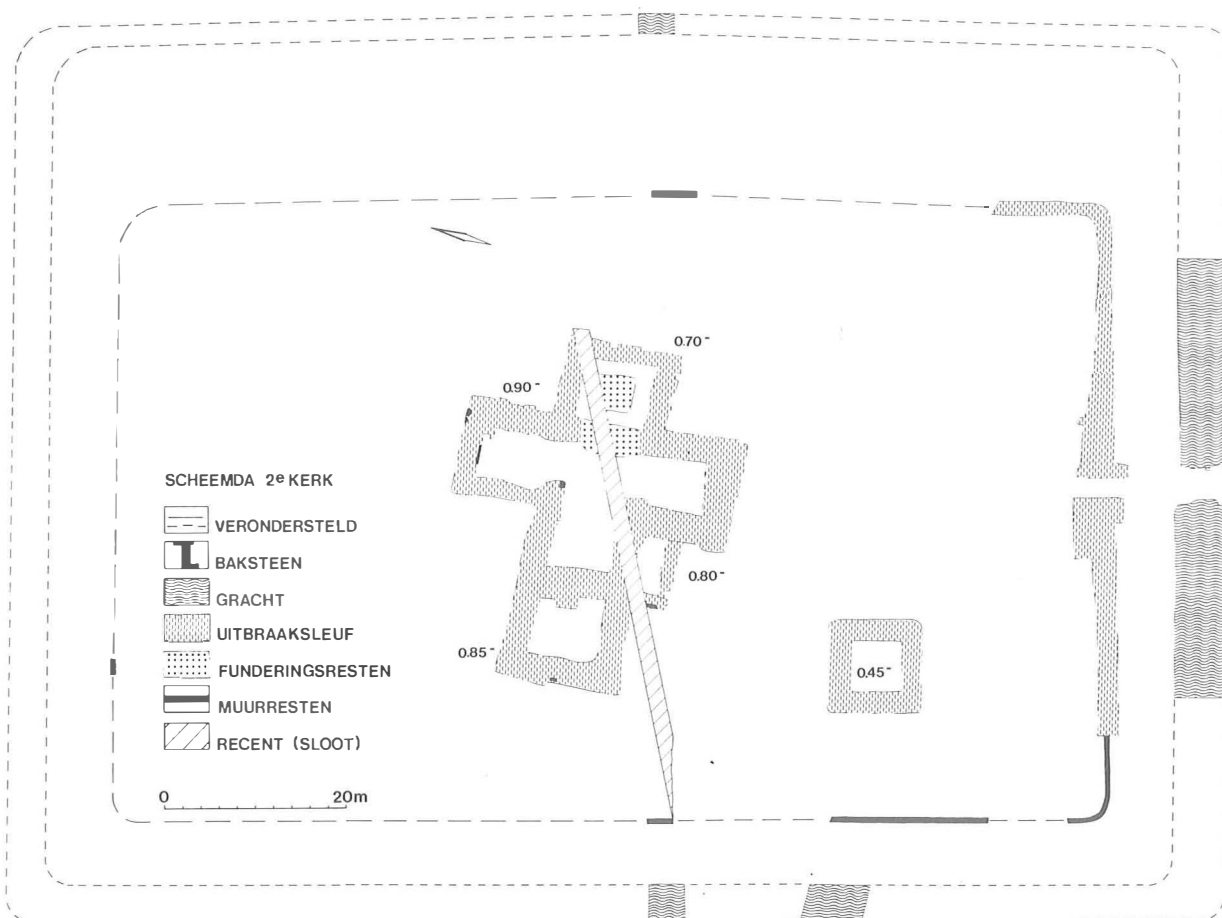 0.70-
0.90-
SCHEEMDA 2e KERK
VERONDERSTELD
BAKSTEEN
GRACHT
UITBRAAKSLEUF
FUNDERINGSRESTEN
MUURRESTEN
RECENT (SLOOT)
0.80-
0.85-
0.45-
0 20m